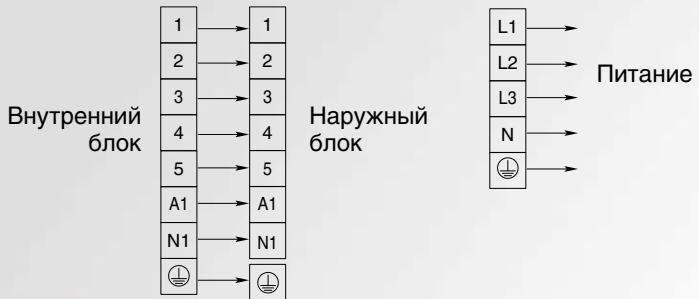 1 1
2 2
3 3
4 4
5 5
A1 A1
N1 N1
Внутренний
блок
Наружный
блок
L1
L2
L3
N
Питание